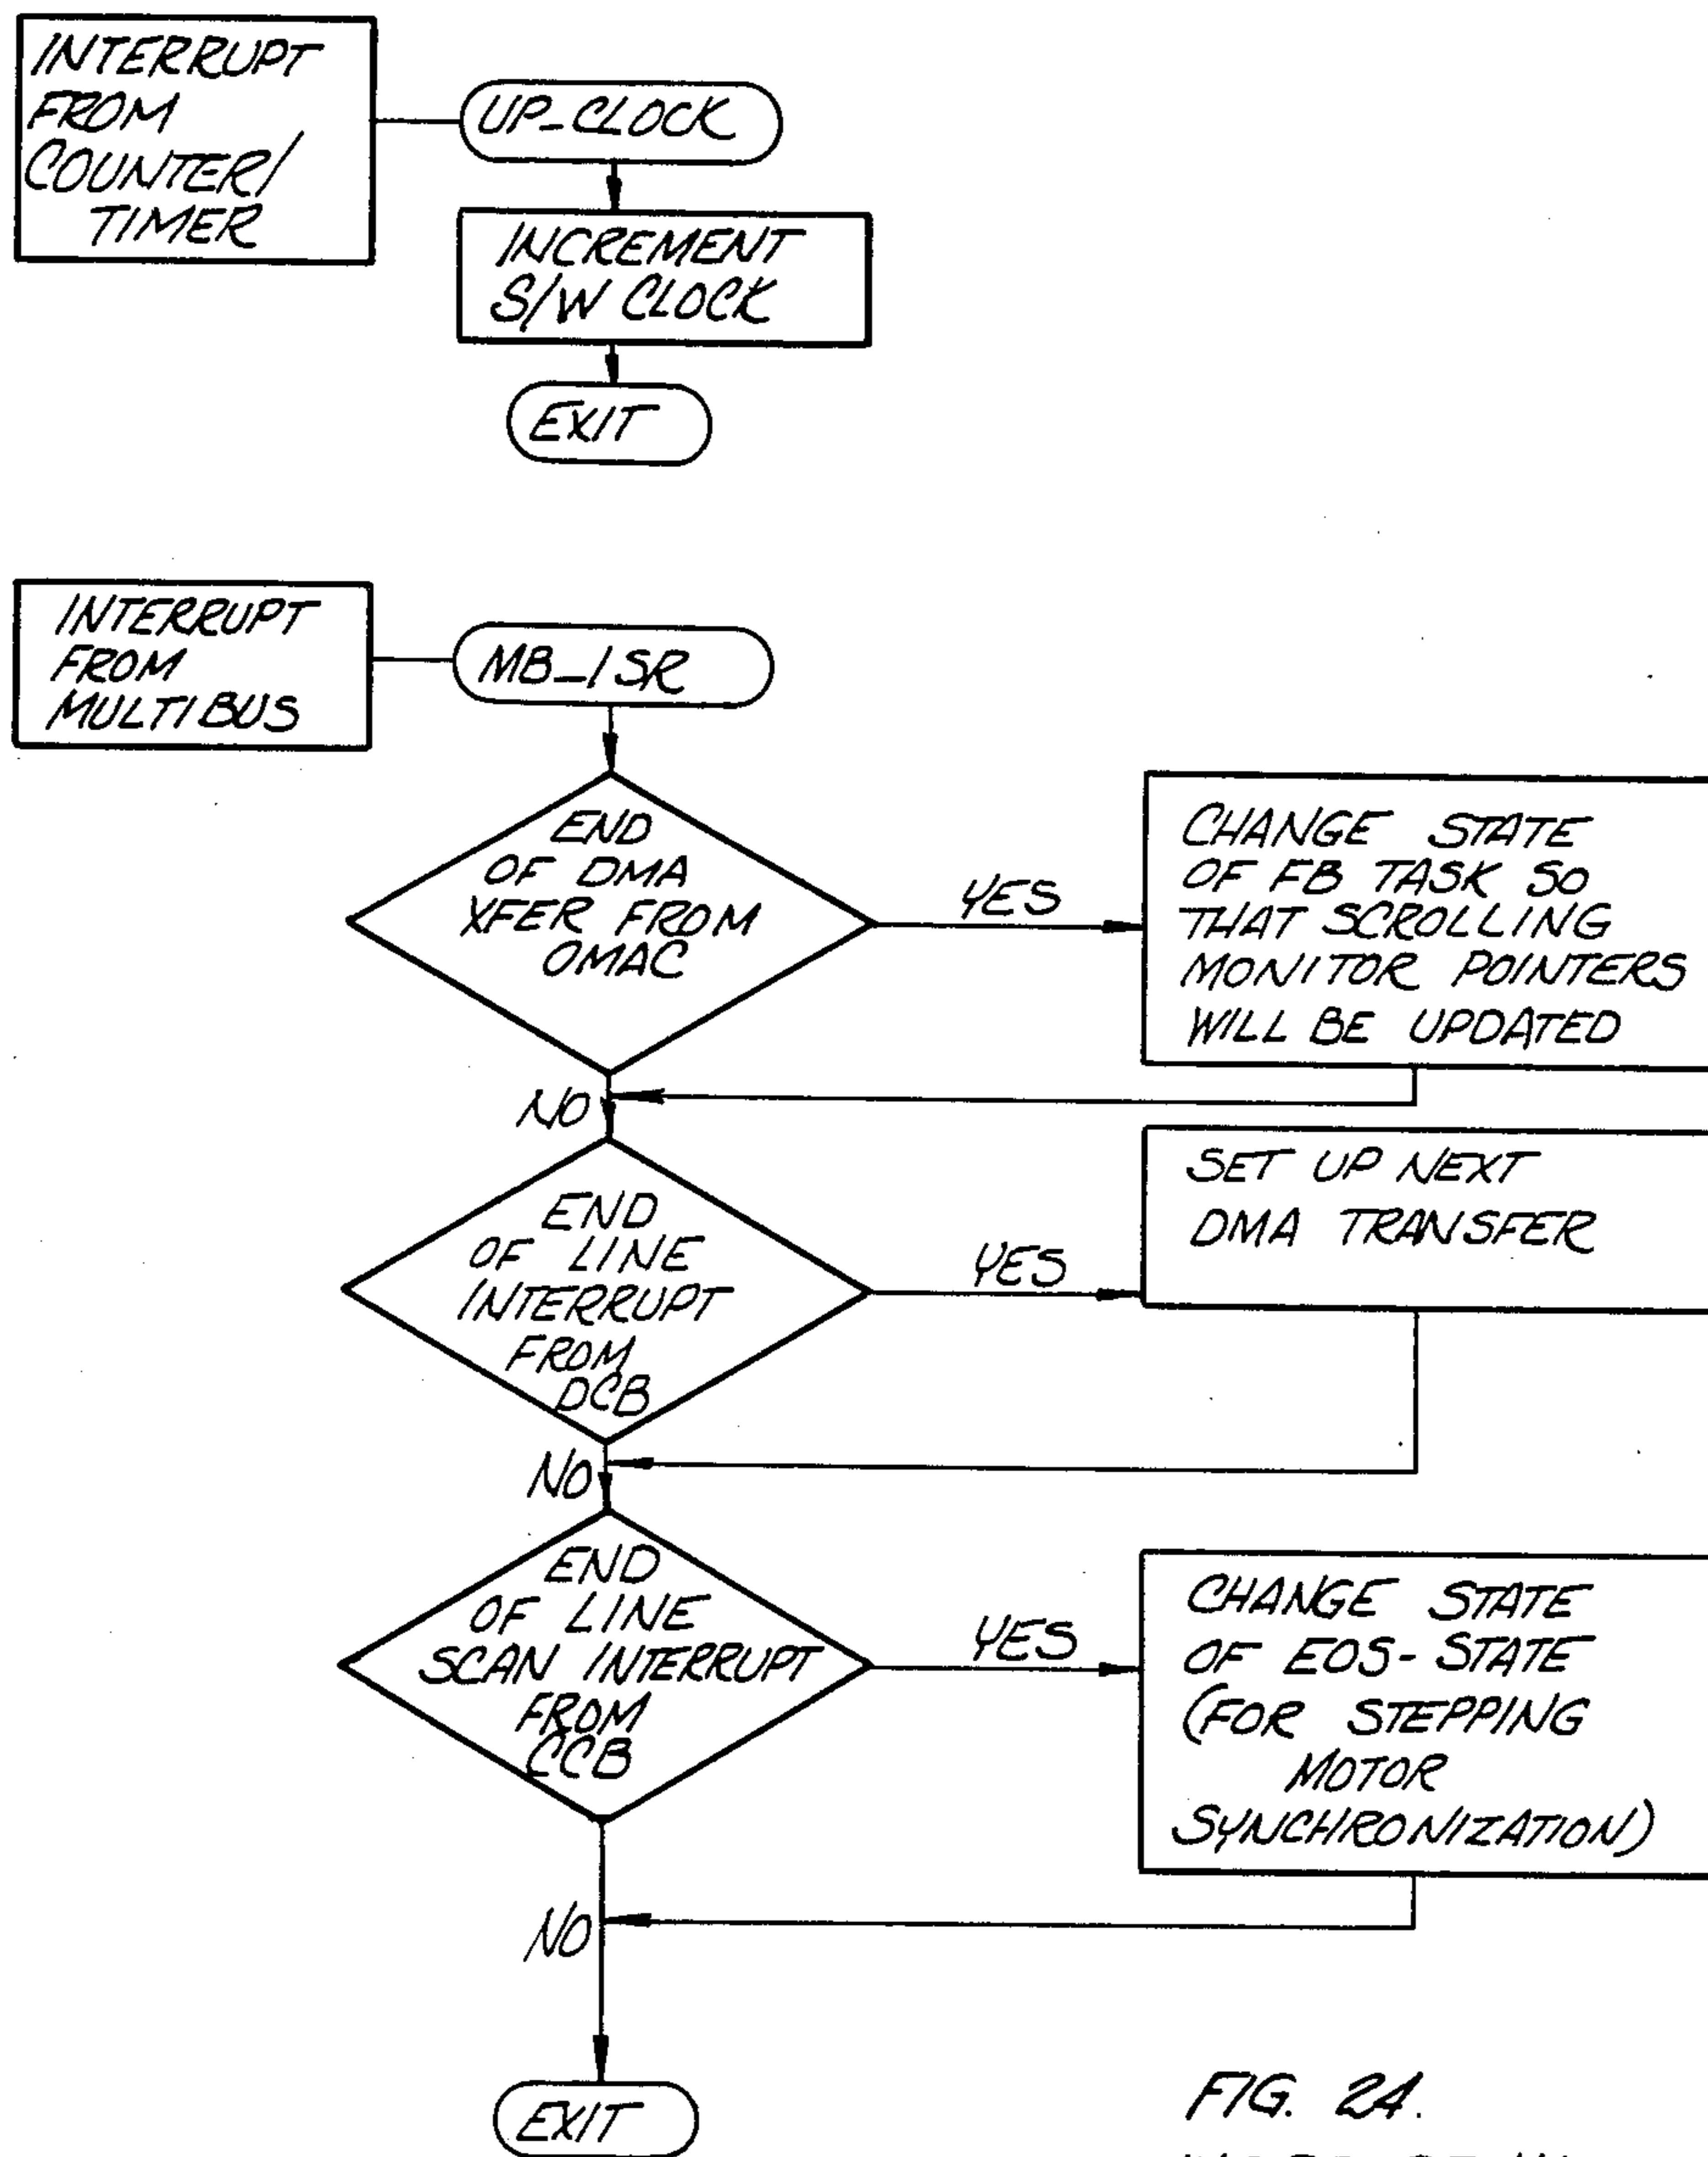 INTERRUPT
FROM
COUNTER/
TIMER
UP_CLOCK
INCREMENT
S/W CLOCK
EXIT
INTERRUPT
FROM
MULTIBUS
MB_ISR
END
OF DMA
XFER FROM
OMAC
YES
CHANGE STATE
OF FB TASK SO
THAT SCROLLING
MONITOR POINTERS
WILL BE UPDATED
NO
END
OF LINE
INTERRUPT
FROM
DCB
YES
SET UP NEXT
DMA TRANSFER
NO
END
OF LINE
SCAN INTERRUPT
FROM
CCB
YES
CHANGE STATE
OF EOS-STATE
(FOR STEPPING
MOTOR
SYNCHRONIZATION)
NO
EXIT
FIG. 24.